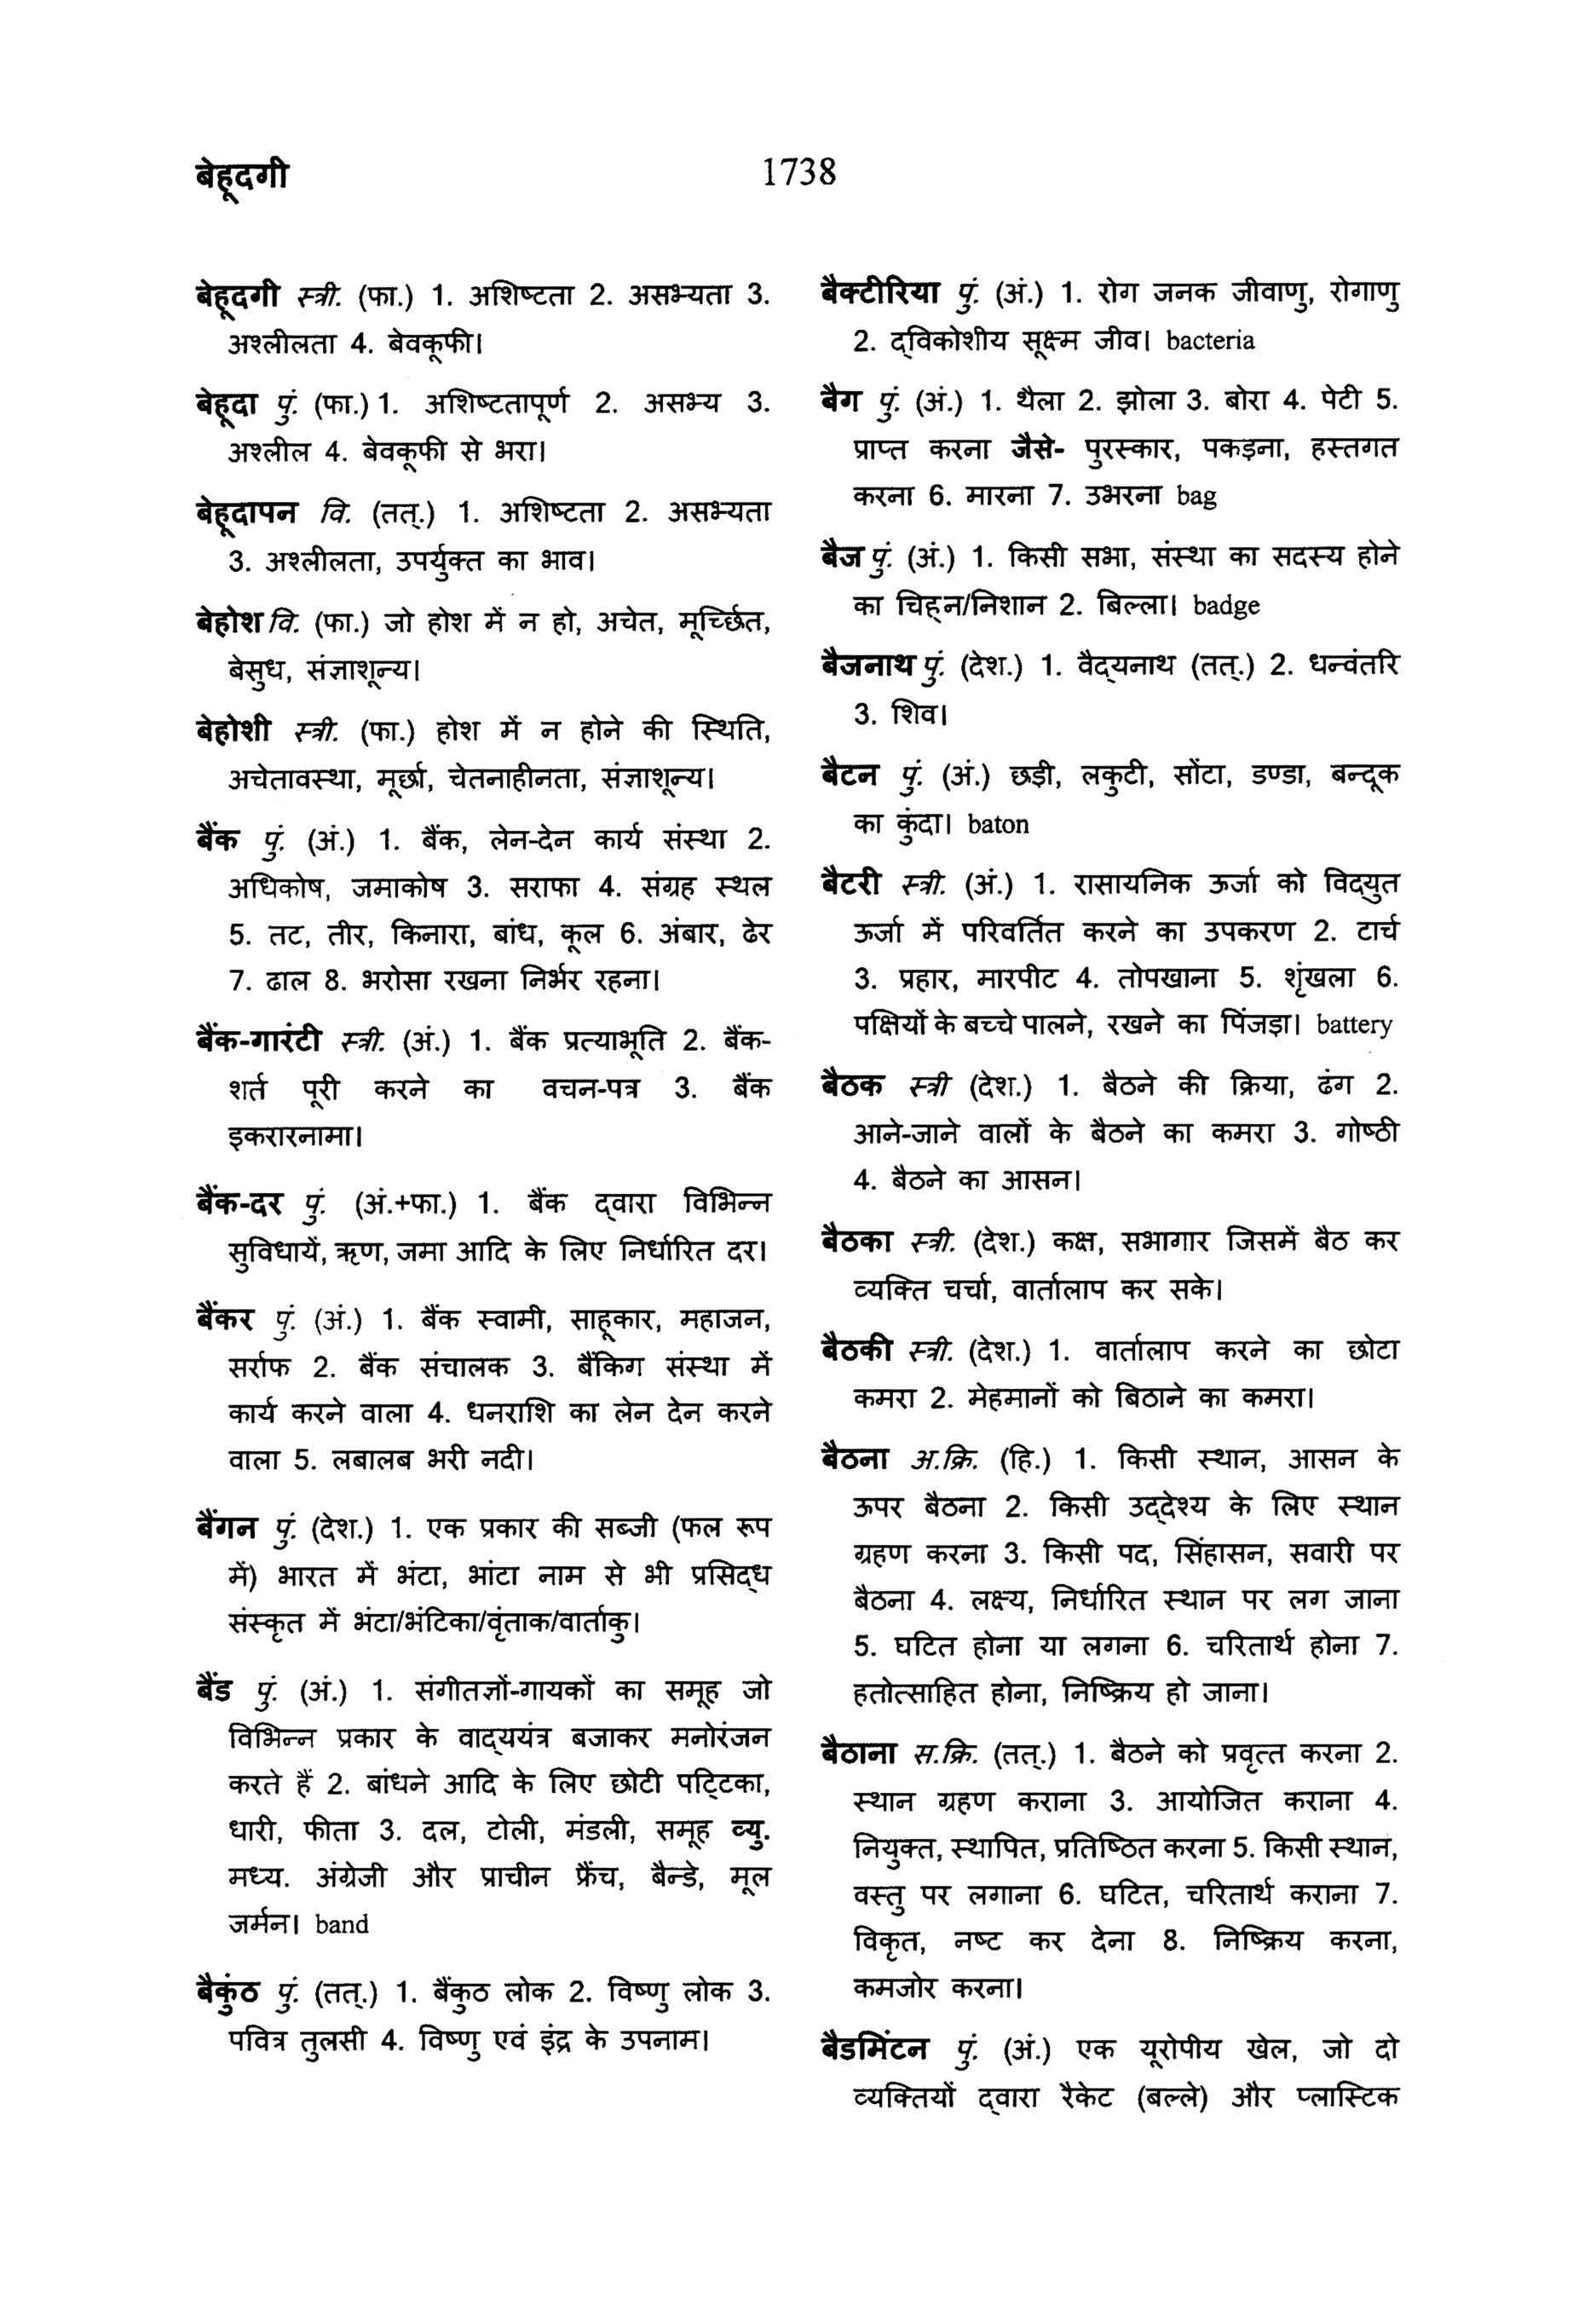 बेहूदगी
1738
बेहूदगी स्त्री. (फा.) 1. अशिष्टता 2. असभ्यता 3.
अश्लीलता 4. बेवकूफी।
बेहूदा पुं. (फा.) 1. अशिष्टतापूर्ण 2. असभ्य 3.
अश्लील 4. बेवकूफी से भरा।
बेहूदापन वि. (तत्.) 1. अशिष्टता 2. असभ्यता
3. अश्लीलता, उपर्युक्त का भाव।
बेहोश वि. (फा.) जो होश में न हो, अचेत, मूर्च्छित,
बेसुध, संज्ञाशून्य।
बेहोशी स्त्री. (फा.) होश में न होने की स्थिति,
अचेतावस्था, मूर्छा, चेतनाहीनता, संज्ञाशून्य।
बैंक पुं. (अं.) 1. बैंक, लेन-देन कार्य संस्था 2.
अधिकोष, जमाकोष 3. सराफा 4. संग्रह स्थल
5. तट, तीर, किनारा, बांध, कूल 6. अंबार, ढेर
7. ढाल 8. भरोसा रखना निर्भर रहना।
बैंक-गारंटी स्त्री. (अं.) 1. बैंक प्रत्याभूति 2. बैंक-
शर्त पूरी करने का वचन-पत्र 3. बैंक
इकरारनामा।
बैंक-दर पुं. (अं.+फा.) 1. बैंक द्वारा विभिन्न
सुविधायें, ऋण, जमा आदि के लिए निर्धारित दर।
बैंकर पुं. (अं.) 1. बैंक स्वामी, साहूकार, महाजन,
सर्राफ 2. बैंक संचालक 3. बैंकिग संस्था में
कार्य करने वाला 4. धनराशि का लेन देन करने
वाला 5. लबालब भरी नदी।
बैंगन पुं. (देश.) 1. एक प्रकार की सब्जी (फल रूप
में) भारत में भंटा, भांटा नाम से भी प्रसिद्ध
संस्कृत में भंटा/भंटिका/वृंताक/वार्ताकु।
बैंड पुं. (अं.) 1. संगीतज्ञों-गायकों का समूह जो
विभिन्न प्रकार के वाद्ययंत्र बजाकर मनोरंजन
करते हैं 2. बांधने आदि के लिए छोटी पट्टिका,
धारी, फीता 3. दल, टोली, मंडली, समूह व्यु.
मध्य. अंग्रेजी और प्राचीन फ्रैंच, बैन्डे, मूल
जर्मन। band
बैकुंठ पुं. (तत्.) 1. बैंकुठ लोक 2. विष्णु लोक 3.
पवित्र तुलसी 4. विष्णु एवं इंद्र के उपनाम।
बैक्टीरिया पुं. (अं.) 1. रोग जनक जीवाणु, रोगाणु
2. द्विकोशीय सूक्ष्म जीव। bacteria
बैग पुं. (अं.) 1. थैला 2. झोला 3. बोरा 4. पेटी 5.
प्राप्त करना जैसे- पुरस्कार, पकड़ना, हस्तगत
करना 6. मारना 7. उभरना bag
बैज पुं. (अं.) 1. किसी सभा, संस्था का सदस्य होने
का चिह्न/निशान 2. बिल्ला। badge
बैजनाथ पुं. (देश.) 1. वैद्यनाथ (तत्.) 2. धन्वंतरि
3. शिव।
बैटन पुं. (अं.) छड़ी, लकुटी, सोंटा, डण्डा, बन्दूक
का कुंदा। baton
बैटरी स्त्री. (अं.) 1. रासायनिक ऊर्जा को विद्युत
ऊर्जा में परिवर्तित करने का उपकरण 2. टार्च
3. प्रहार, मारपीट 4. तोपखाना 5. शृंखला 6.
पक्षियों के बच्चे पालने, रखने का पिंजड़ा। battery
बैठक स्त्री (देश.) 1. बैठने की क्रिया, ढंग 2.
आने-जाने वालों के बैठने का कमरा 3. गोष्ठी
4. बैठने का आसन।
बैठका स्त्री. (देश.) कक्ष, सभागार जिसमें बैठ कर
व्यक्ति चर्चा, वार्तालाप कर सके।
बैठकी स्त्री. (देश.) 1. वार्तालाप करने का छोटा
कमरा 2. मेहमानों को बिठाने का कमरा।
बैठना अ.क्रि. (हि.) 1. किसी स्थान, आसन के
ऊपर बैठना 2. किसी उद्देश्य के लिए स्थान
ग्रहण करना 3. किसी पद, सिंहासन, सवारी पर
बैठना 4. लक्ष्य, निर्धारित स्थान पर लग जाना
5. घटित होना या लगना 6. चरितार्थ होना 7.
हतोत्साहित होना, निष्क्रिय हो जाना।
बैठाना स.क्रि. (तत्.) 1. बैठने को प्रवृत्त करना 2.
स्थान ग्रहण कराना 3. आयोजित कराना 4.
नियुक्त, स्थापित, प्रतिष्ठित करना 5. किसी स्थान,
वस्तु पर लगाना 6. घटित, चरितार्थ कराना 7.
विकृत, नष्ट कर देना 8. निष्क्रिय करना,
कमजोर करना।
बैडमिंटन पुं. (अं.) एक यूरोपीय खेल, जो दो
व्यक्तियों द्वारा रैकेट (बल्ले) और प्लास्टिक